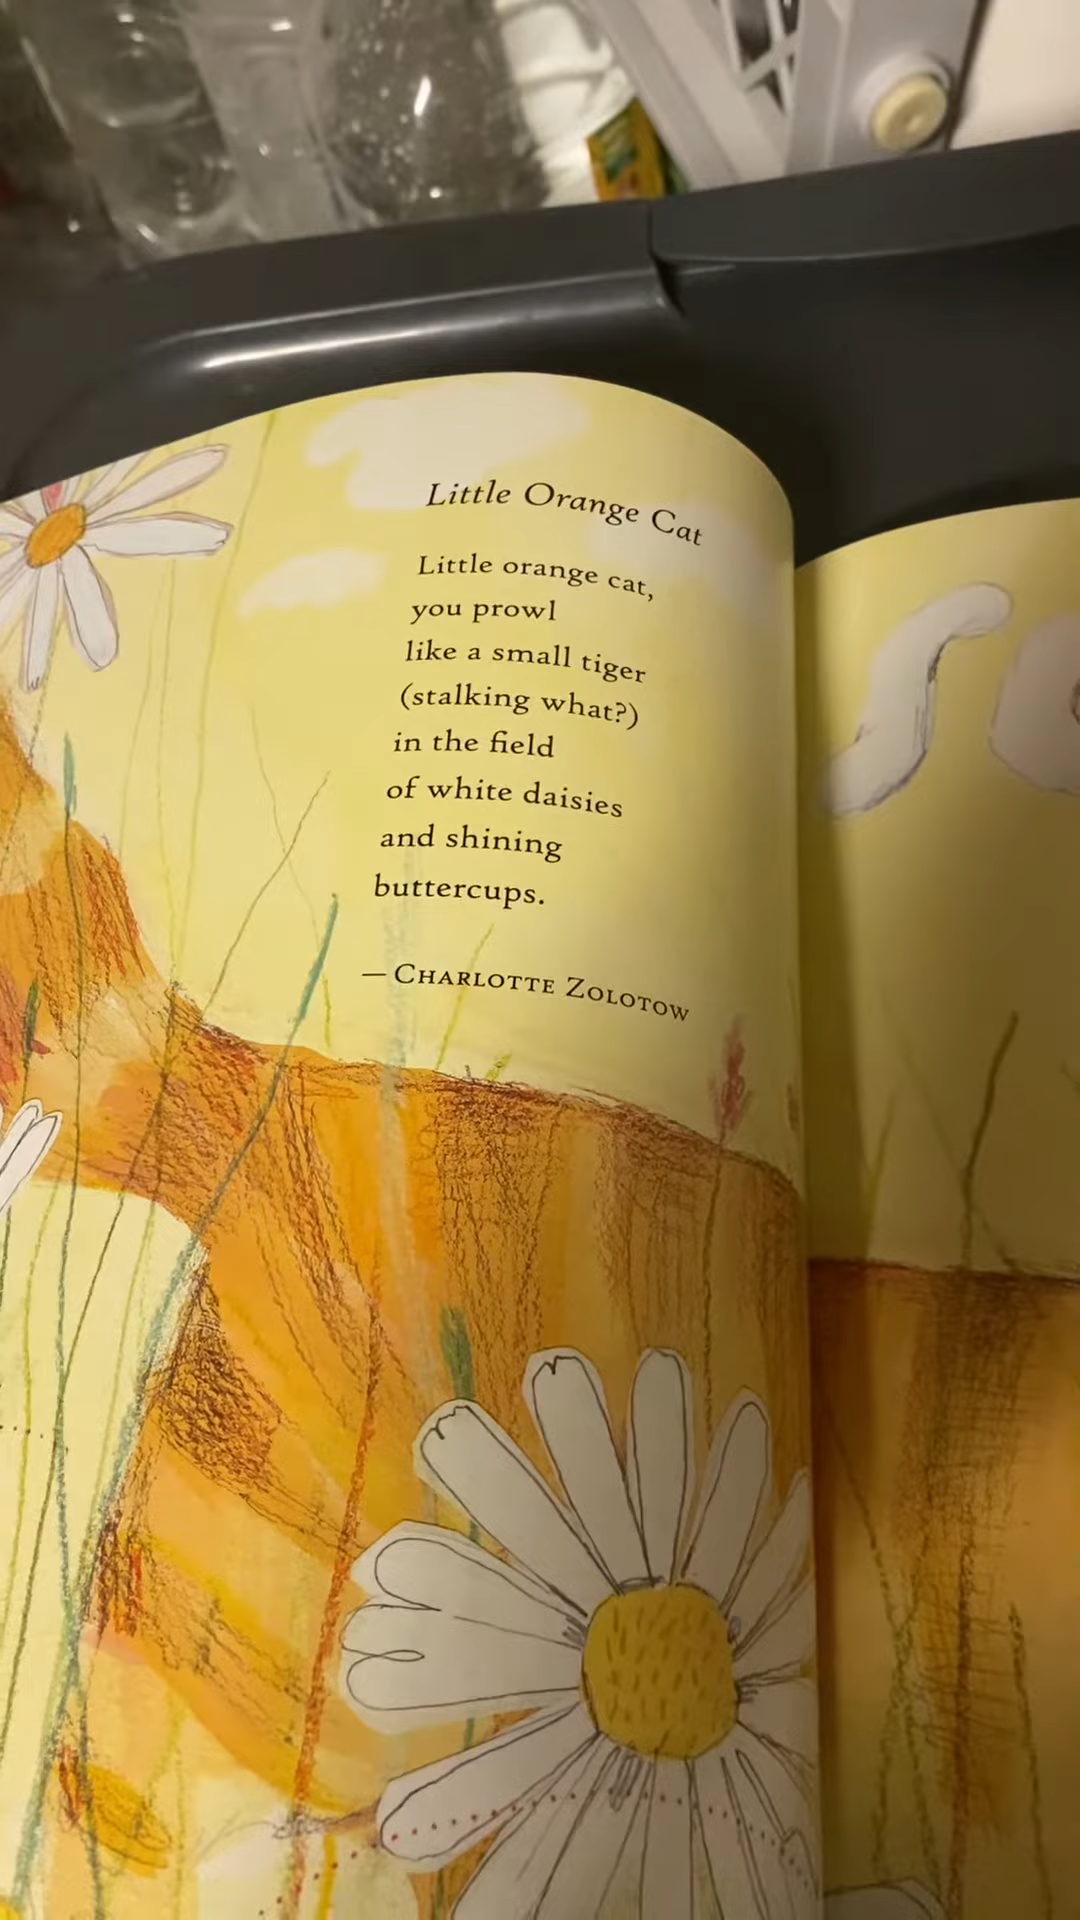 Little Orange Cat
Little orange cat,
you prowl
like a small tiger
(stalking what?)
in the field
of white daisies
and shining
buttercups.
— CHARLOTTE ZOLOTOW